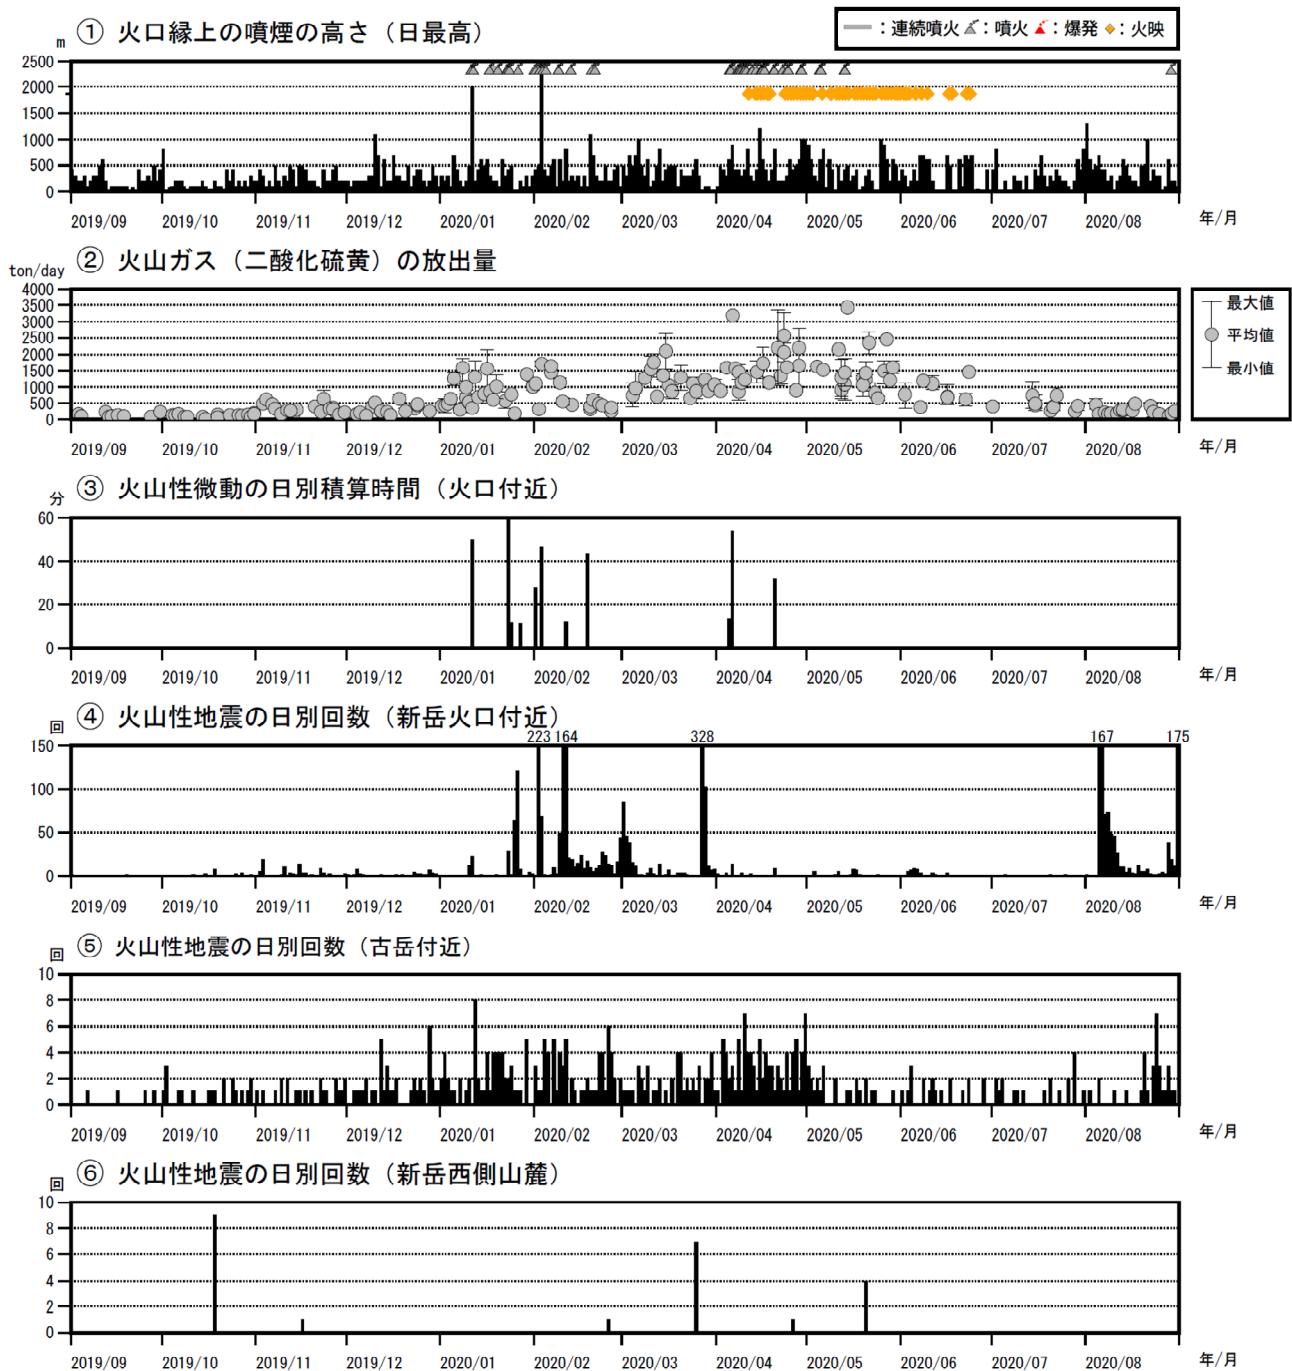 ① 火口縁上の噴煙の高さ（日最高）
：連続噴火 ：噴火 ：爆発 ：火映
m
2500
2000
1500
1000
500
0
2019/09 2019/10 2019/11 2019/12 2020/01 2020/02 2020/03 2020/04 2020/05 2020/06 2020/07 2020/08 年/月
② 火山ガス（二酸化硫黄）の放出量
ton/day
4000
3500
3000
2500
2000
1500
1000
500
0
最大値
平均値
最小値
2019/09 2019/10 2019/11 2019/12 2020/01 2020/02 2020/03 2020/04 2020/05 2020/06 2020/07 2020/08 年/月
③ 火山性微動の日別積算時間（火口付近）
分
60
40
20
0
2019/09 2019/10 2019/11 2019/12 2020/01 2020/02 2020/03 2020/04 2020/05 2020/06 2020/07 2020/08 年/月
④ 火山性地震の日別回数（新岳火口付近）
回
223 164 328 167 175
150
100
50
0
2019/09 2019/10 2019/11 2019/12 2020/01 2020/02 2020/03 2020/04 2020/05 2020/06 2020/07 2020/08 年/月
⑤ 火山性地震の日別回数（古岳付近）
回
10
8
6
4
2
0
2019/09 2019/10 2019/11 2019/12 2020/01 2020/02 2020/03 2020/04 2020/05 2020/06 2020/07 2020/08 年/月
⑥ 火山性地震の日別回数（新岳西側山麓）
回
10
8
6
4
2
0
2019/09 2019/10 2019/11 2019/12 2020/01 2020/02 2020/03 2020/04 2020/05 2020/06 2020/07 2020/08 年/月